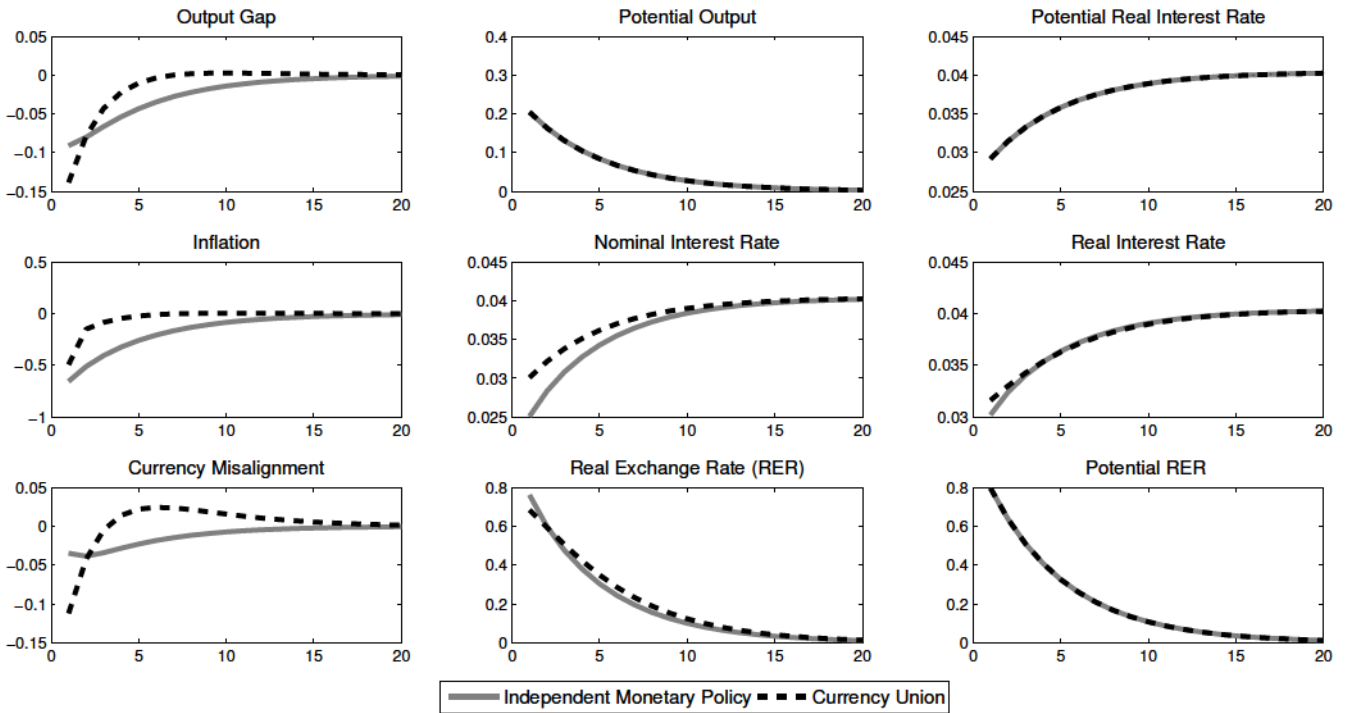 Output Gap
0.05
0
−0.05
−0.1
−0.15
0 5 10 15 20
Potential Output
0.4
0.3
0.2
0.1
0
0 5 10 15 20
Potential Real Interest Rate
0.045
0.04
0.035
0.03
0.025
0 5 10 15 20
Inflation
0.5
0
−0.5
−1
0 5 10 15 20
Nominal Interest Rate
0.045
0.04
0.035
0.03
0.025
0 5 10 15 20
Real Interest Rate
0.045
0.04
0.035
0.03
0 5 10 15 20
Currency Misalignment
0.05
0
−0.05
−0.1
−0.15
0 5 10 15 20
Real Exchange Rate (RER)
0.8
0.6
0.4
0.2
0
0 5 10 15 20
Potential RER
0.8
0.6
0.4
0.2
0
0 5 10 15 20
Independent Monetary Policy
Currency Union